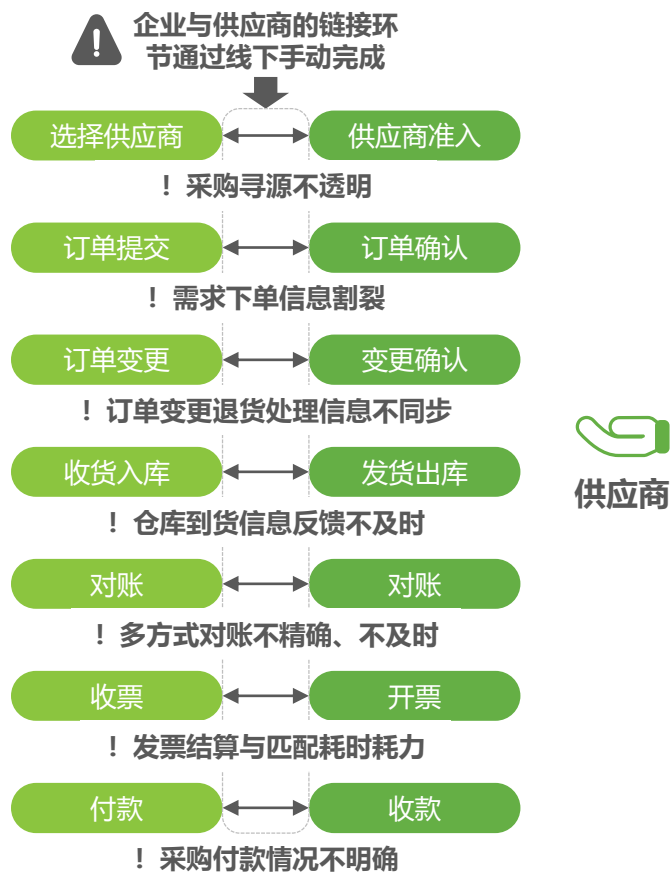 企业与供应商的链接环
节通过线下手动完成
选择供应商 供应商准入
！采购寻源不透明
订单提交 订单确认
！需求下单信息割裂
订单变更 变更确认
！订单变更退货处理信息不同步
收货入库 发货出库
供应商
！仓库到货信息反馈不及时
对账 对账
！多方式对账不精确、不及时
收票 开票
！发票结算与匹配耗时耗力
付款 收款
！采购付款情况不明确